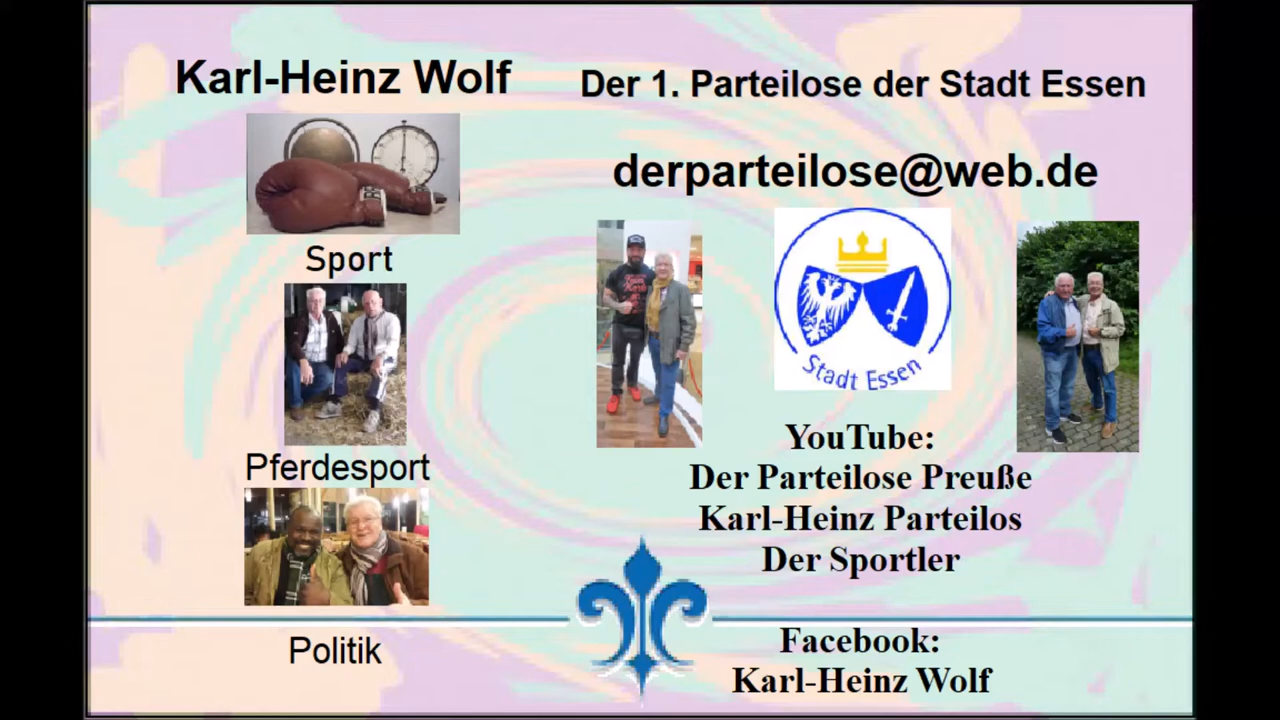 Karl-Heinz Wolf
Der 1. Parteilose der Stadt Essen
derparteilose@web.de
Sport
Pferdesport
Politik
Stadt Essen
YouTube:
Der Parteilose Preuße
Karl-Heinz Parteilos
Der Sportler
Facebook:
Karl-Heinz Wolf